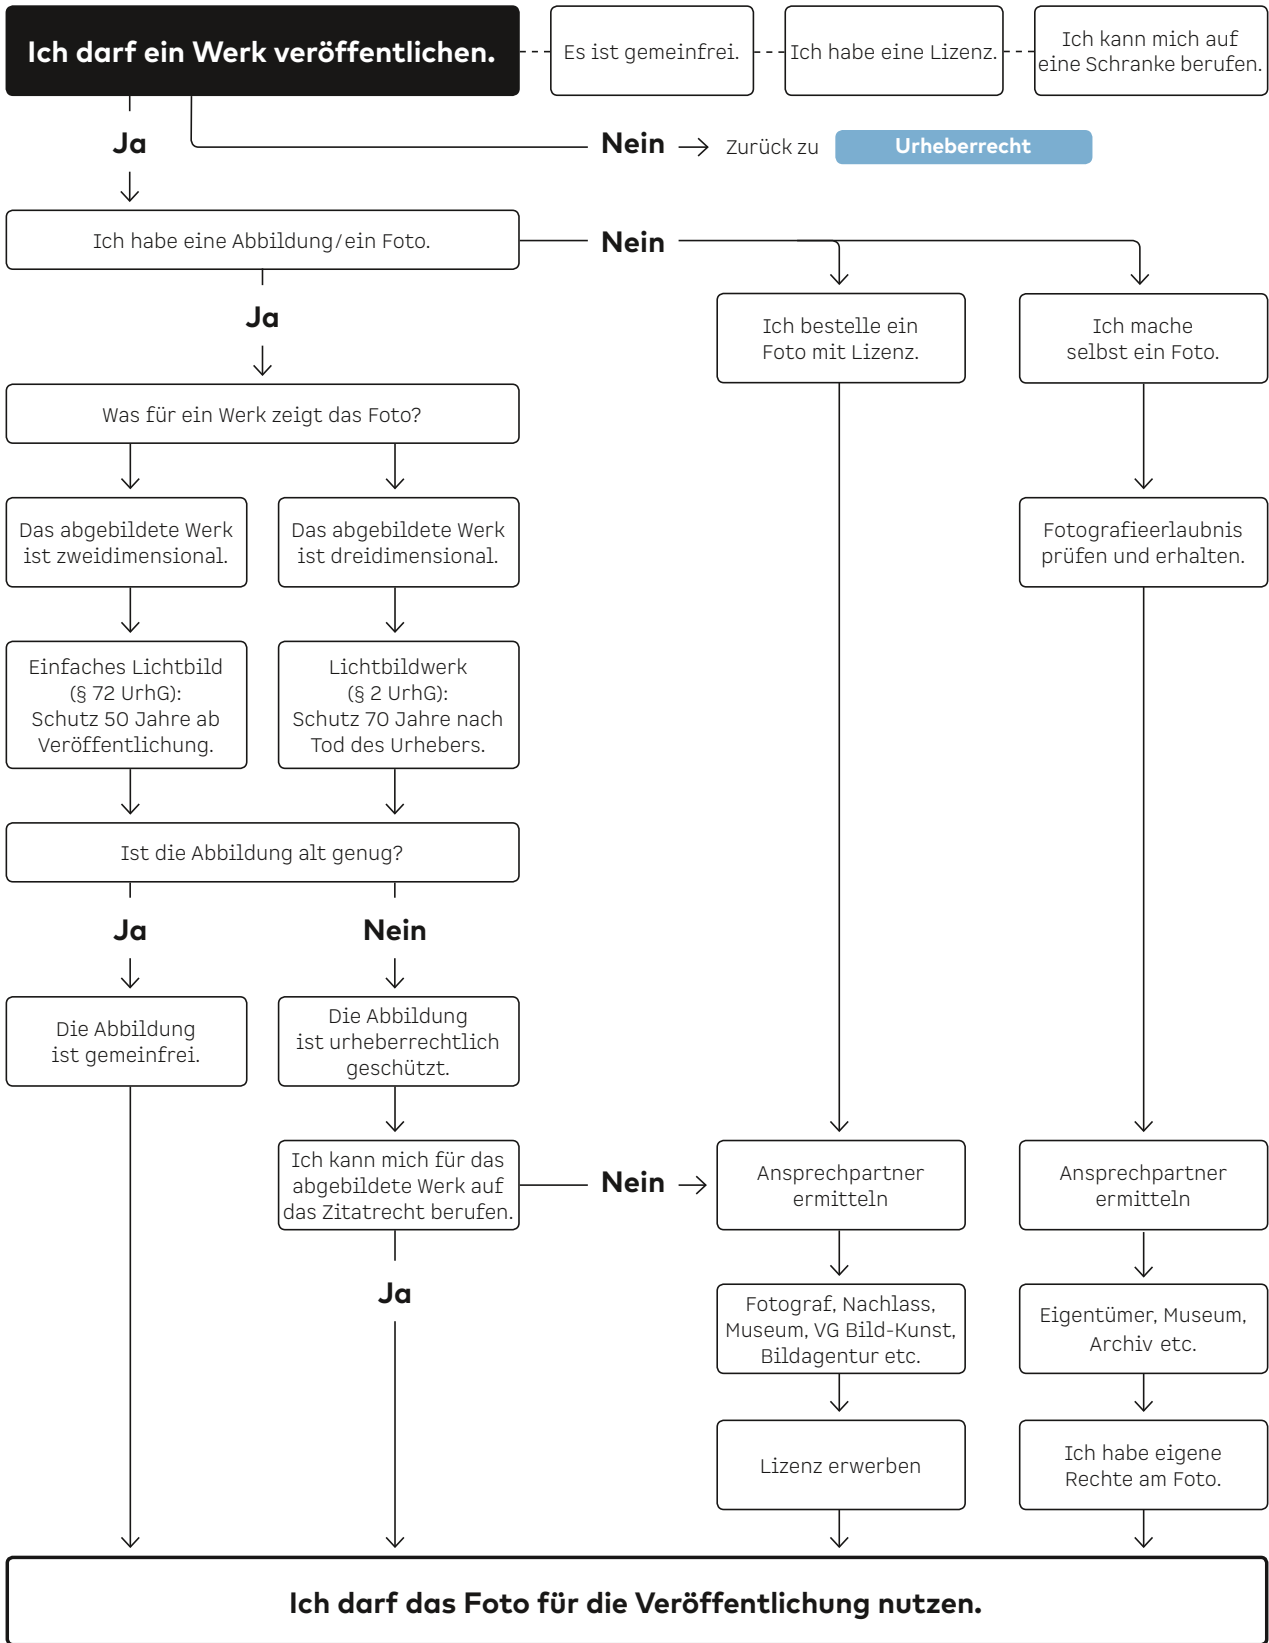 Ich darf ein Werk veröffentlichen.
Es ist gemeinfrei.
Ich habe eine Lizenz.
Ich kann mich auf
eine Schranke berufen.
Ja
Nein
Zurück zu
Urheberrecht
Ich habe eine Abbildung/ein Foto.
Nein
Ja
Ich bestelle ein
Foto mit Lizenz.
Ich mache
selbst ein Foto.
Was für ein Werk zeigt das Foto?
Das abgebildete Werk
ist zweidimensional.
Das abgebildete Werk
ist dreidimensional.
Fotografieerlaubnis
prüfen und erhalten.
Einfaches Lichtbild
(§ 72 UrhG):
Schutz 50 Jahre ab
Veröffentlichung.
Lichtbildwerk
(§ 2 UrhG):
Schutz 70 Jahre nach
Tod des Urhebers.
Ist die Abbildung alt genug?
Ja
Nein
Die Abbildung
ist gemeinfrei.
Die Abbildung
ist urheberrechtlich
geschützt.
Ich kann mich für das
abgebildete Werk auf
das Zitatrecht berufen.
Nein
Ansprechpartner
ermitteln
Ansprechpartner
ermitteln
Ja
Fotograf, Nachlass,
Museum, VG Bild-Kunst,
Bildagentur etc.
Eigentümer, Museum,
Archiv etc.
Lizenz erwerben
Ich habe eigene
Rechte am Foto.
Ich darf das Foto für die Veröffentlichung nutzen.